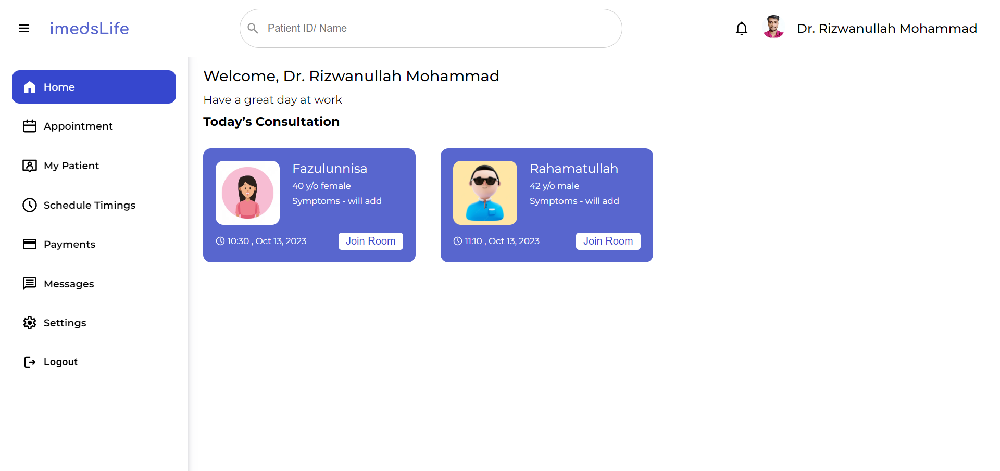 imedsLife
Patient ID/ Name
Dr. Rizwanullah Mohammad
Home
Appointment
My Patient
Schedule Timings
Payments
Messages
Settings
Logout
Welcome, Dr. Rizwanullah Mohammad
Have a great day at work
Today’s Consultation
Fazulunnisa
40 y/o female
Symptoms - will add
10:30 , Oct 13, 2023
Join Room
Rahamatullah
42 y/o male
Symptoms - will add
11:10 , Oct 13, 2023
Join Room